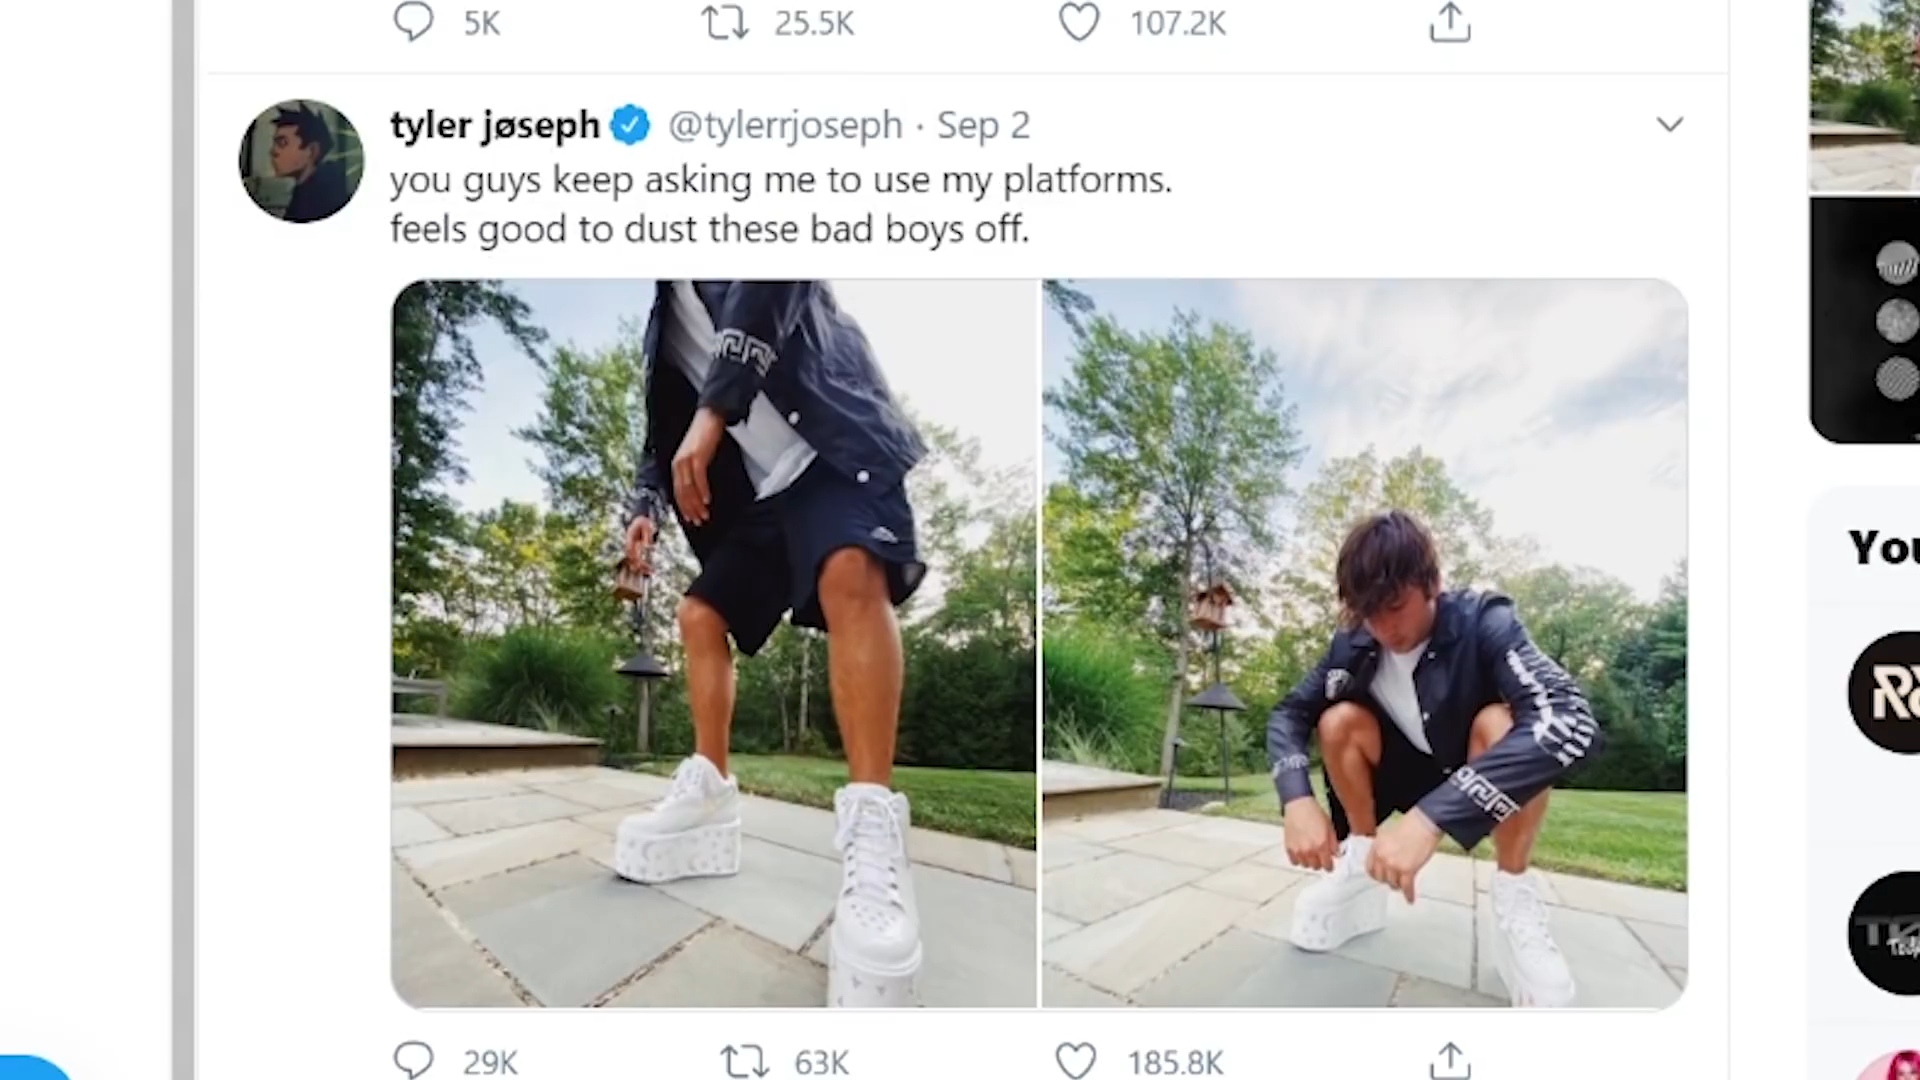 5K 25.5K 107.2K
tyler jøseph @tylerrjoseph · Sep 2
you guys keep asking me to use my platforms.
feels good to dust these bad boys off.
29K 63K 185.8K